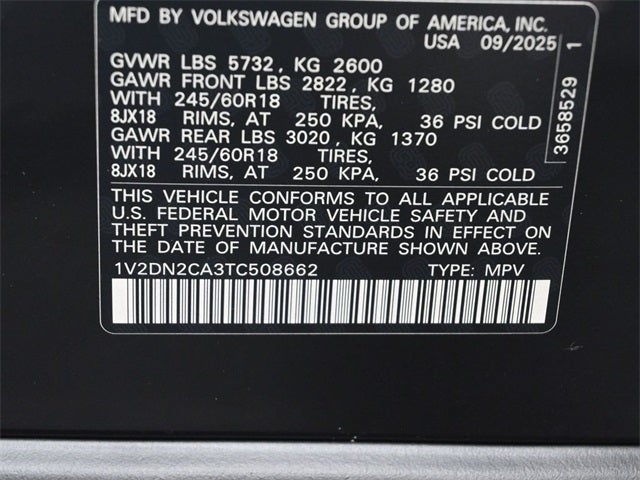 MFD BY VOLKSWAGEN GROUP OF AMERICA, INC.
USA 09/2025
GVWR LBS 5732, KG 2600
GAWR FRONT LBS 2822, KG 1280
WITH 245/60R18 TIRES,
8JX18 RIMS, AT 250 KPA, 36 PSI COLD
GAWR REAR LBS 3020, KG 1370
WITH 245/60R18 TIRES,
8JX18 RIMS, AT 250 KPA, 36 PSI COLD
THIS VEHICLE CONFORMS TO ALL APPLICABLE
U.S. FEDERAL MOTOR VEHICLE SAFETY AND
THEFT PREVENTION STANDARDS IN EFFECT ON
THE DATE OF MANUFACTURE SHOWN ABOVE.
1V2DN2CA3TC508662 TYPE: MPV
3658529 1